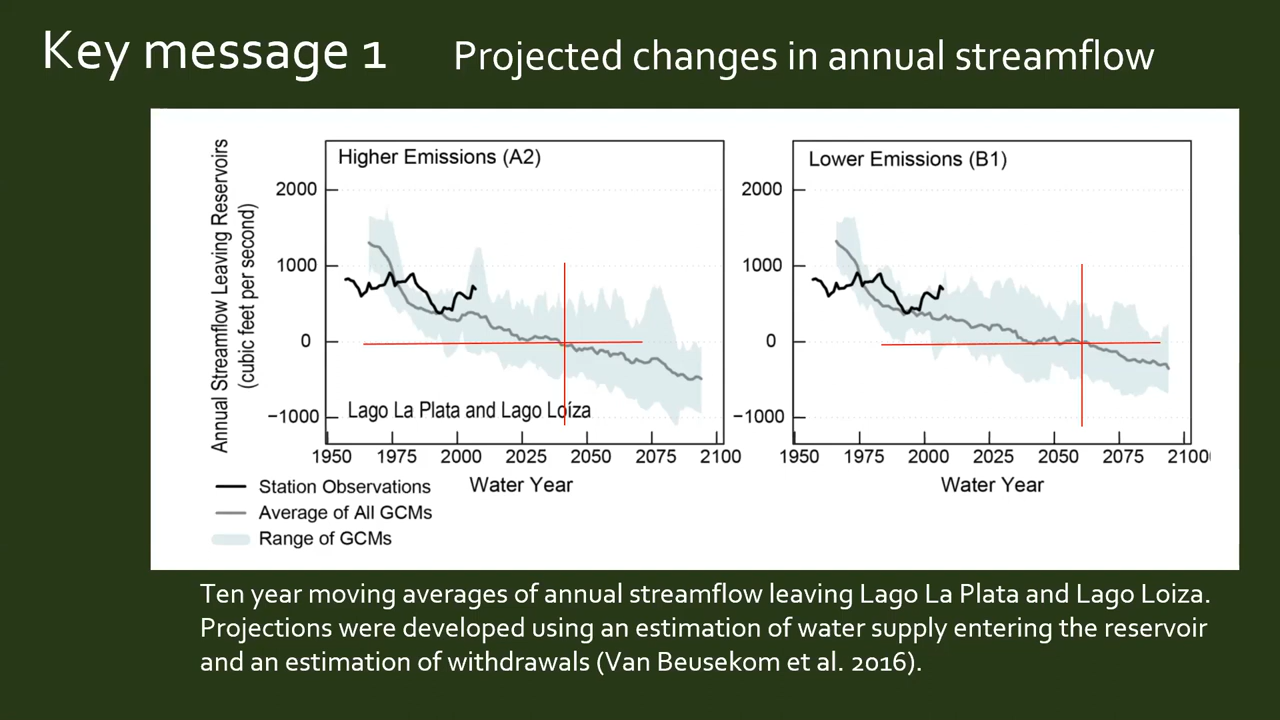 Key message 1 Projected changes in annual streamflow
Annual Streamflow Leaving Reservoirs
(cubic feet per second)
Higher Emissions (A2)
2000
1000
0
−1000
Lago La Plata and Lago Loíza
1950 1975 2000 2025 2050 2075 2100
Water Year
Lower Emissions (B1)
2000
1000
0
−1000
1950 1975 2000 2025 2050 2075 2100
Water Year
Station Observations
Average of All GCMs
Range of GCMs
Ten year moving averages of annual streamflow leaving Lago La Plata and Lago Loiza.
Projections were developed using an estimation of water supply entering the reservoir
and an estimation of withdrawals (Van Beusekom et al. 2016).